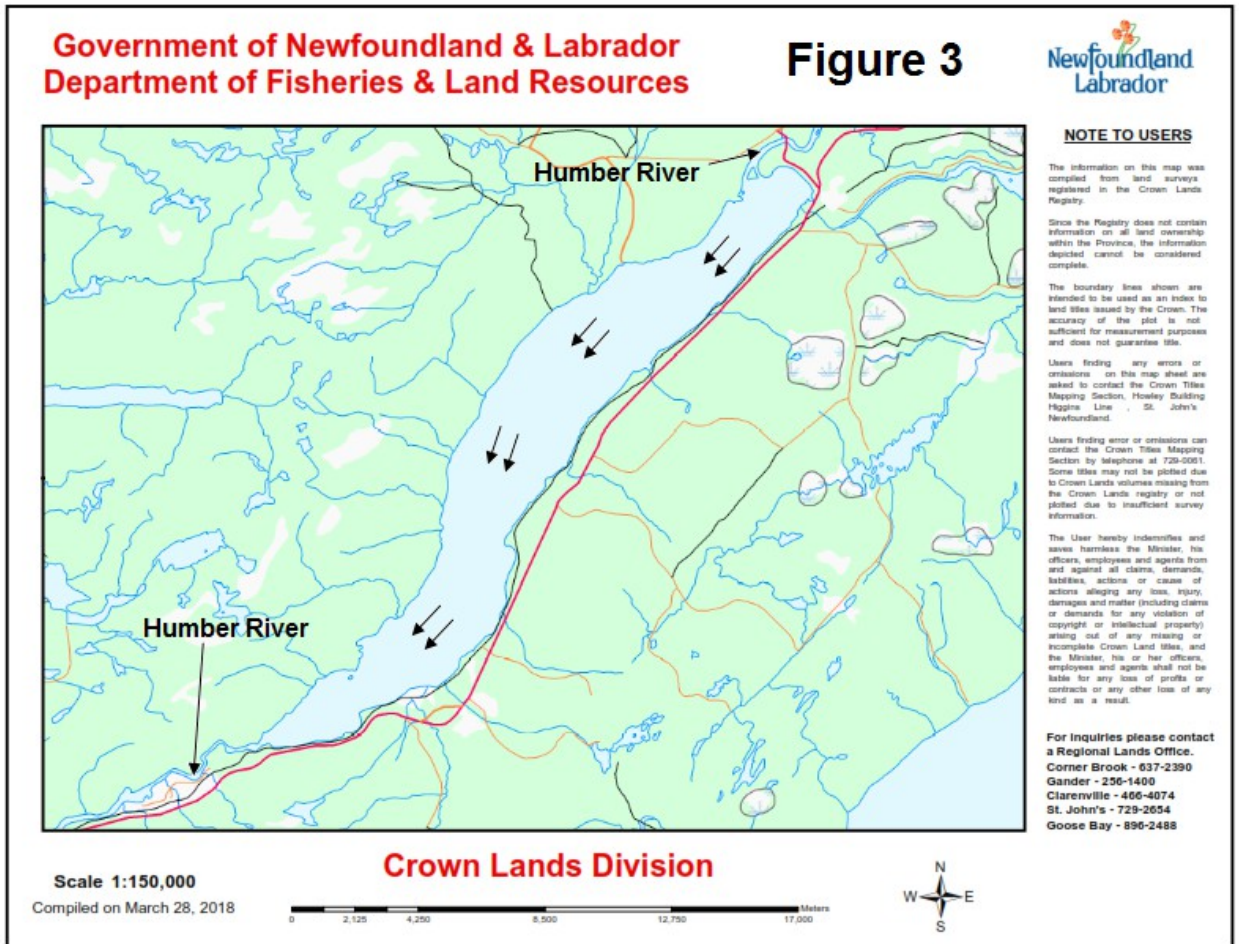 Government of Newfoundland & Labrador
Department of Fisheries & Land Resources
Figure 3
Newfoundland
Labrador
Humber River
Humber River
NOTE TO USERS
The information on this map was
compiled from land surveys
registered in the Crown Lands
Registry.
Since the Registry does not contain
information on all land ownership
within the Province, the information
depicted cannot be considered
complete.
The boundary lines shown are
intended to be used as an index to
land titles issued by the Crown. The
accuracy of the plot is not
sufficient for measurement purposes
and does not guarantee title.
Users finding any errors or
omissions on this map sheet are
asked to contact the Crown Titles
Mapping Section, Howley Building
Higgins Line , St. John's
Newfoundland.
Users finding error or omissions can
contact the Crown Titles Mapping
Section by telephone at 729-0061.
Some titles may not be plotted due
to Crown Lands volumes missing from
the Crown Lands registry or not
plotted due to insufficient survey
information.
The User hereby indemnifies and
saves harmless the Minister, his
officers, employees and agents from
and against all claims, demands,
liabilities, actions or cause of
actions alleging any loss, injury,
damages and matter (including claims
or demands for any violation of
copyright or intellectual property)
arising out of any missing or
incomplete Crown Land titles, and
the Minister, his or her officers,
employees and agents shall not be
liable for any loss of profits or
contracts or any other loss of any
kind as a result.
For inquiries please contact
a Regional Lands Office.
Corner Brook - 637-2390
Gander - 256-1400
Clarenville - 466-4074
St. John's - 729-2654
Goose Bay - 896-2488
Crown Lands Division
Scale 1:150,000
Compiled on March 28, 2018
Meters
0 2,125 4,250 8,500 12,750 17,000
N
W E
S